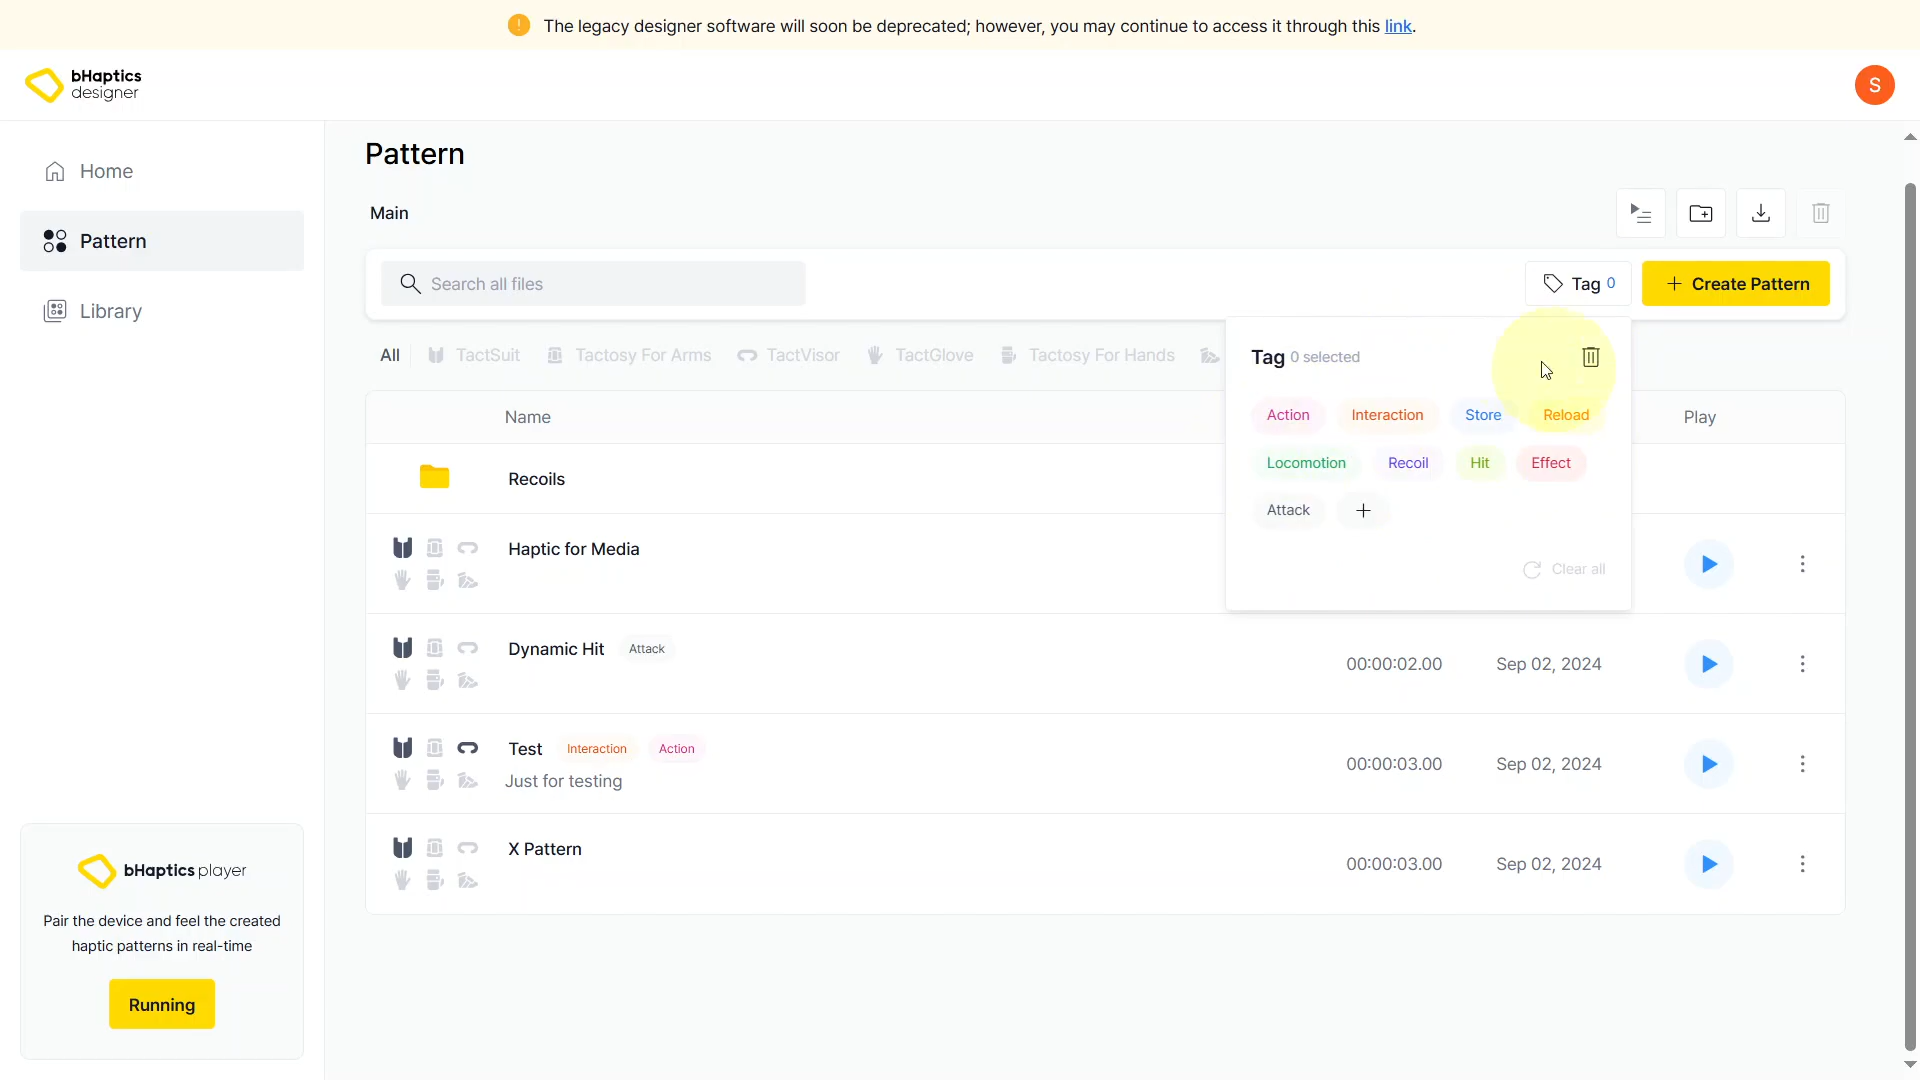 The legacy designer software will soon be deprecated; however, you may continue to access it through this link.
bHaptics
designer
S
Home
Pattern
Library
Pattern
Main
Search all files
Tag 0
Create Pattern
All
TactSuit
Tactosy For Arms
TactVisor
TactGlove
Tactosy For Hands
Tag 0 selected
Action
Interaction
Store
Reload
Locomotion
Recoil
Hit
Effect
Attack
Clear all
Name
Play
Recoils
Haptic for Media
Dynamic Hit
Attack
00:00:02.00
Sep 02, 2024
Test
Interaction
Action
Just for testing
00:00:03.00
Sep 02, 2024
X Pattern
00:00:03.00
Sep 02, 2024
bHaptics player
Pair the device and feel the created
haptic patterns in real-time
Running